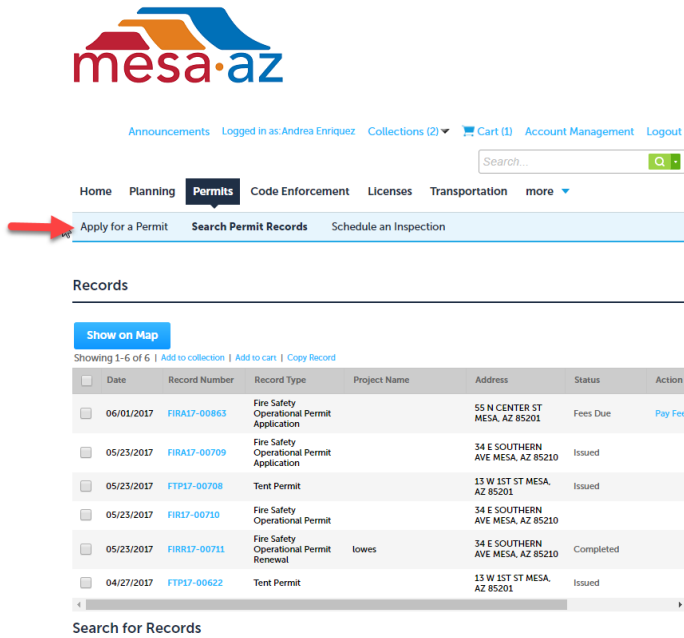 mesa·az
Announcements Logged in as:Andrea Enriquez Collections (2) Cart (1) Account Management Logout
Search...
Home Planning Permits Code Enforcement Licenses Transportation more
Apply for a Permit Search Permit Records Schedule an Inspection
Records
Show on Map
Showing 1-6 of 6 | Add to collection | Add to cart | Copy Record
Date Record Number Record Type Project Name Address Status Action
06/01/2017 FIRA17-00863 Fire Safety Operational Permit Application 55 N CENTER ST MESA, AZ 85201 Fees Due Pay Fee
05/23/2017 FIRA17-00709 Fire Safety Operational Permit Application 34 E SOUTHERN AVE MESA, AZ 85210 Issued
05/23/2017 FTP17-00708 Tent Permit 13 W 1ST ST MESA, AZ 85201 Issued
05/23/2017 FIR17-00710 Fire Safety Operational Permit 34 E SOUTHERN AVE MESA, AZ 85210
05/23/2017 FIRR17-00711 Fire Safety Operational Permit Renewal lowes 34 E SOUTHERN AVE MESA, AZ 85210 Completed
04/27/2017 FTP17-00622 Tent Permit 13 W 1ST ST MESA, AZ 85201 Issued
Search for Records